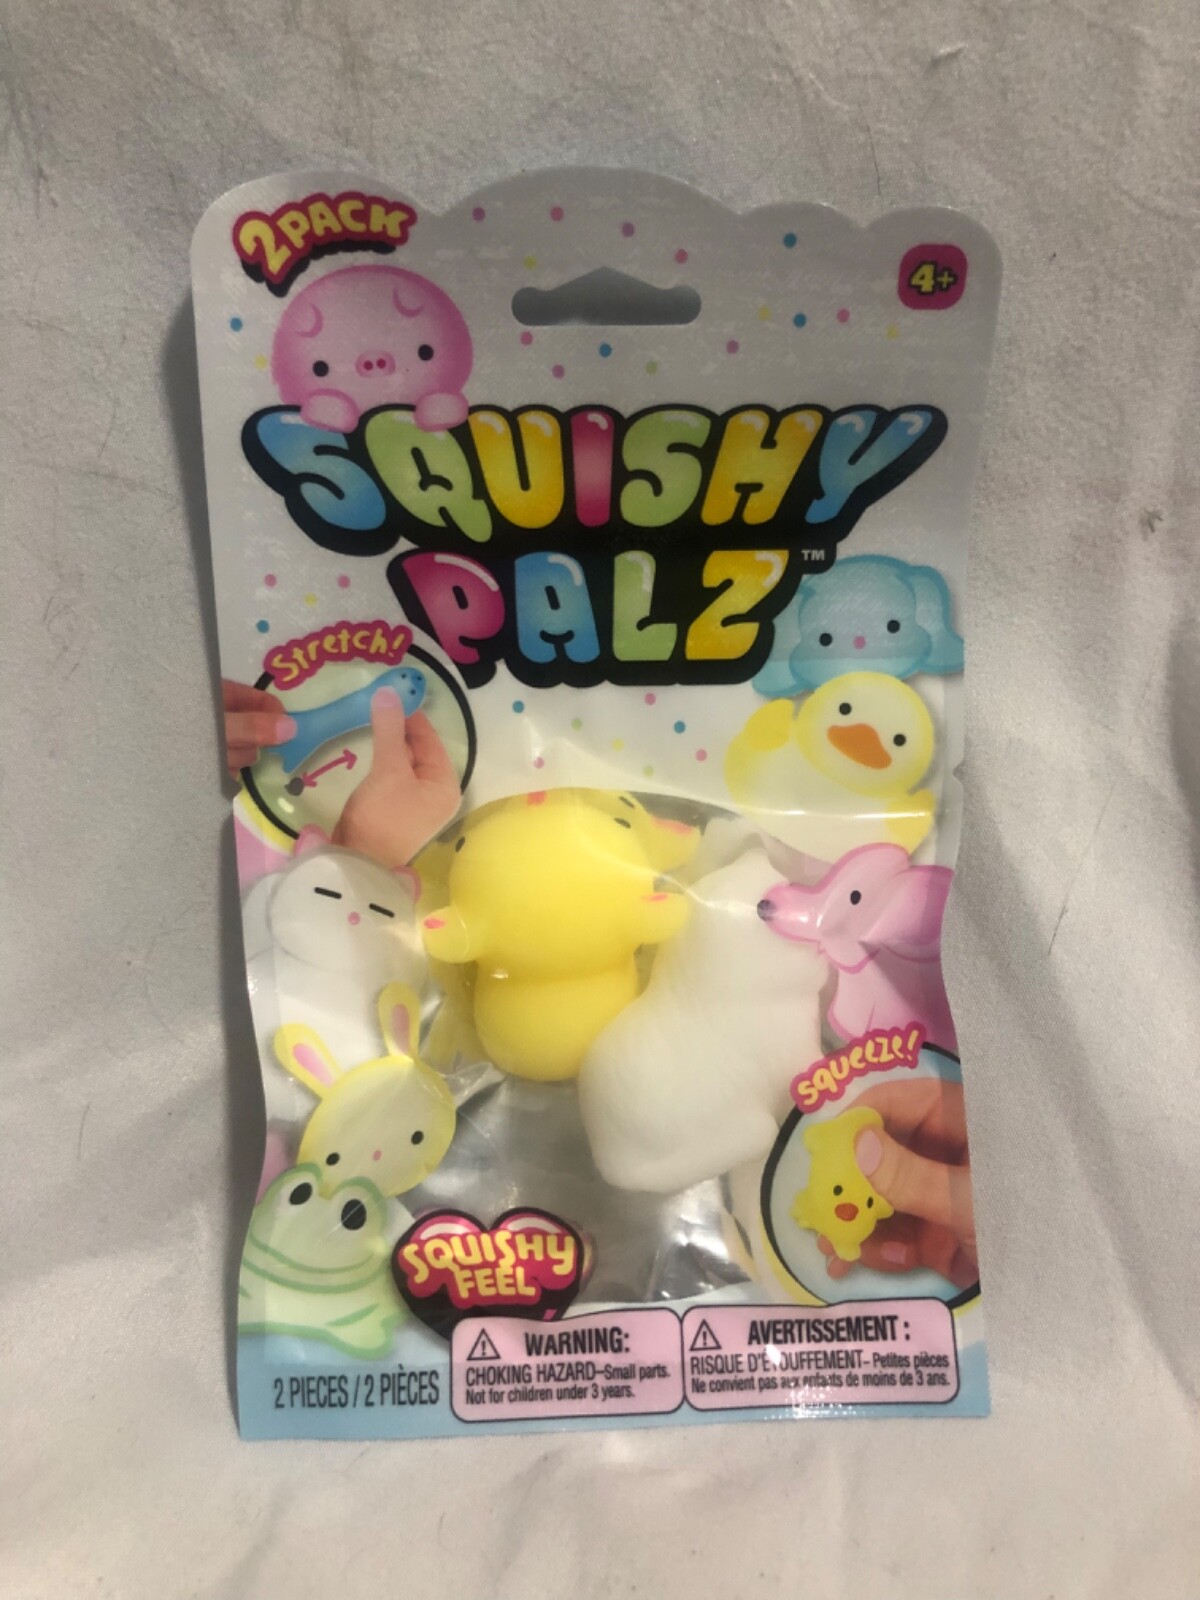 2PACK
4+
SQUISHY
PALZ™
Stretch!
squeeze!
SQUISHY
FEEL
2 PIECES / 2 PIÈCES
WARNING:
CHOKING HAZARD–Small parts.
Not for children under 3 years.
AVERTISSEMENT :
RISQUE D'ÉTOUFFEMENT– Petites pièces
Ne convient pas aux enfants de moins de 3 ans.